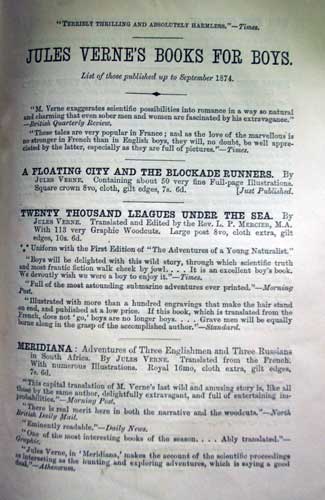 "TERRIBLY THRILLING AND ABSOLUTELY HARMLESS."—Times.
JULES VERNE'S BOOKS FOR BOYS.
List of those published up to September 1874.
"M. Verne exaggerates scientific possibilities into romance in a way so natural
and charming that even sober men and women are fascinated by his extravagance."
—British Quarterly Review.
"These tales are very popular in France; and as the love of the marvellous is
no stronger in French than in English boys, they will, no doubt, be well appre-
ciated by the latter, especially as they are full of pictures."—Times.
A FLOATING CITY AND THE BLOCKADE RUNNERS. By
JULES VERNE. Containing about 50 very fine Full-page Illustrations.
Square crown 8vo, cloth, gilt edges, 7s. 6d. [Just Published.
TWENTY THOUSAND LEAGUES UNDER THE SEA. By
JULES VERNE. Translated and Edited by the Rev. L. P. MERCIER, M.A.
With 113 very Graphic Woodcuts. Large post 8vo, cloth extra, gilt
edges, 10s. 6d.
Uniform with the First Edition of "The Adventures of a Young Naturalist."
"Boys will be delighted with this wild story, through which scientific truth
and most frantic fiction walk cheek by jowl. . . . It is an excellent boy's book.
We devoutly wish we were a boy to enjoy it."—Times.
"Full of the most astounding submarine adventures ever printed."—Morning
Post.
"Illustrated with more than a hundred engravings that make the hair stand
on end, and published at a low price. If this book, which is translated from the
French, does not 'go,' boys are no longer boys. . . . Grave men will be equally
borne along in the grasp of the accomplished author."—Standard.
MERIDIANA: Adventures of Three Englishmen and Three Russians
in South Africa. By JULES VERNE. Translated from the French.
With numerous Illustrations. Royal 16mo, cloth extra, gilt edges,
7s. 6d.
"This capital translation of M. Verne's last wild and amusing story is, like all
those by the same author, delightfully extravagant, and full of entertaining im-
probabilities."—Morning Post.
"There is real merit here in both the narrative and the woodcuts."—North
British Daily Mail.
"Eminently readable."—Daily News.
"One of the most interesting books of the season. . . . Ably translated."—
Graphic.
"Jules Verne, in 'Meridiana,' makes the account of the scientific proceedings
as interesting as the hunting and exploring adventures, which is saying a good
deal."—Athenæum.